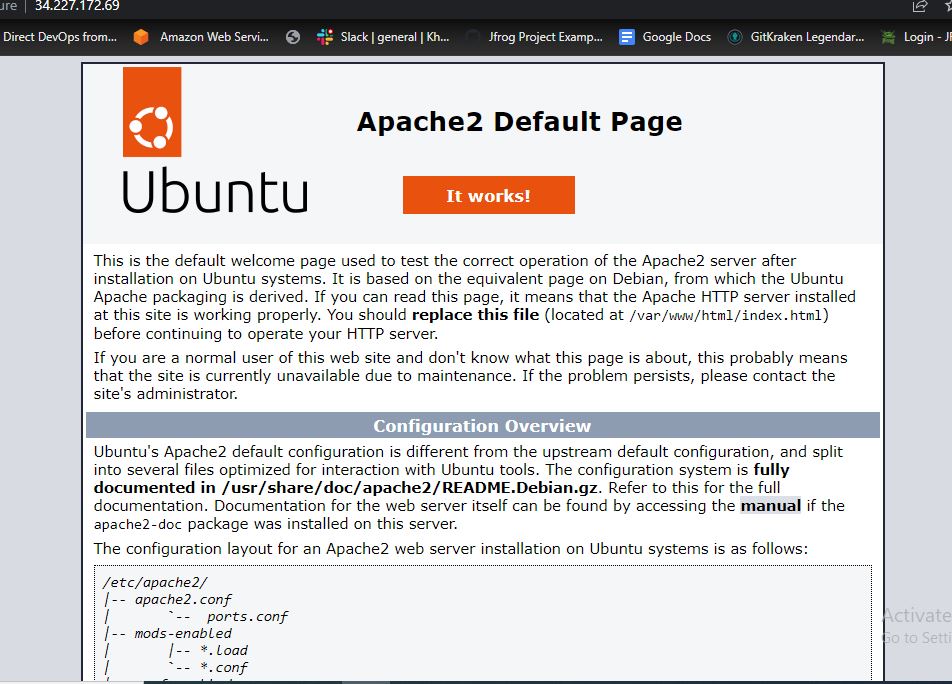 ure | 34.227.172.69
Direct DevOps from... Amazon Web Servi... Slack | general | Kh... Jfrog Project Examp... Google Docs GitKraken Legendar... Login - JF
Apache2 Default Page
Ubuntu
It works!
This is the default welcome page used to test the correct operation of the Apache2 server after
installation on Ubuntu systems. It is based on the equivalent page on Debian, from which the Ubuntu
Apache packaging is derived. If you can read this page, it means that the Apache HTTP server installed
at this site is working properly. You should replace this file (located at /var/www/html/index.html)
before continuing to operate your HTTP server.
If you are a normal user of this web site and don't know what this page is about, this probably means
that the site is currently unavailable due to maintenance. If the problem persists, please contact the
site's administrator.
Configuration Overview
Ubuntu's Apache2 default configuration is different from the upstream default configuration, and split
into several files optimized for interaction with Ubuntu tools. The configuration system is fully
documented in /usr/share/doc/apache2/README.Debian.gz. Refer to this for the full
documentation. Documentation for the web server itself can be found by accessing the manual if the
apache2-doc package was installed on this server.
The configuration layout for an Apache2 web server installation on Ubuntu systems is as follows:
/etc/apache2/
|-- apache2.conf
|       `--  ports.conf
|-- mods-enabled
|       |-- *.load
|       `-- *.conf
Activate
Go to Setti